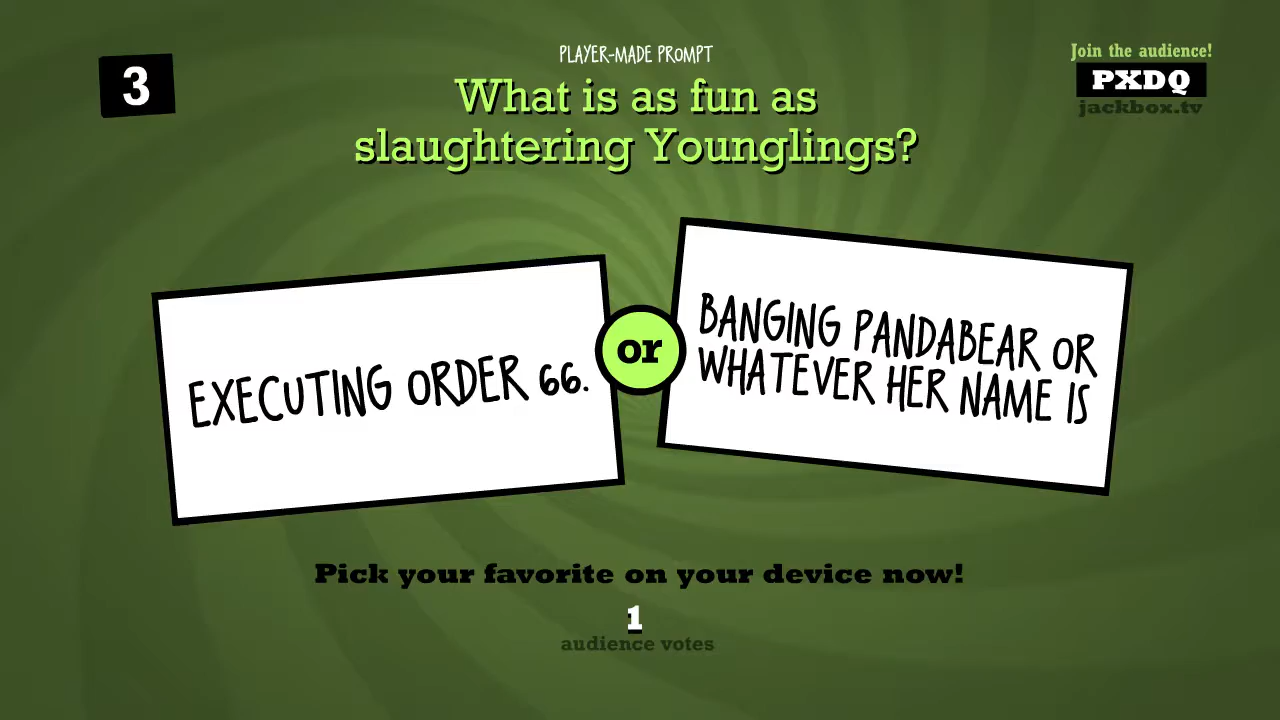 3
PLAYER-MADE PROMPT
What is as fun as
slaughtering Younglings?
Join the audience!
PXDQ
jackbox.tv
EXECUTING ORDER 66.
or
BANGING PANDABEAR OR
WHATEVER HER NAME IS
Pick your favorite on your device now!
1
audience votes